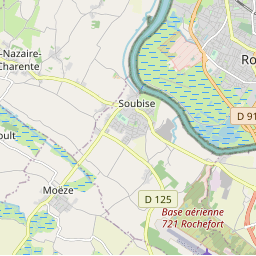 -Nazaire-
Charente
Ro
Soubise
D 91
oult
Moëze
D 125
Base aérienne
721 Rochefort